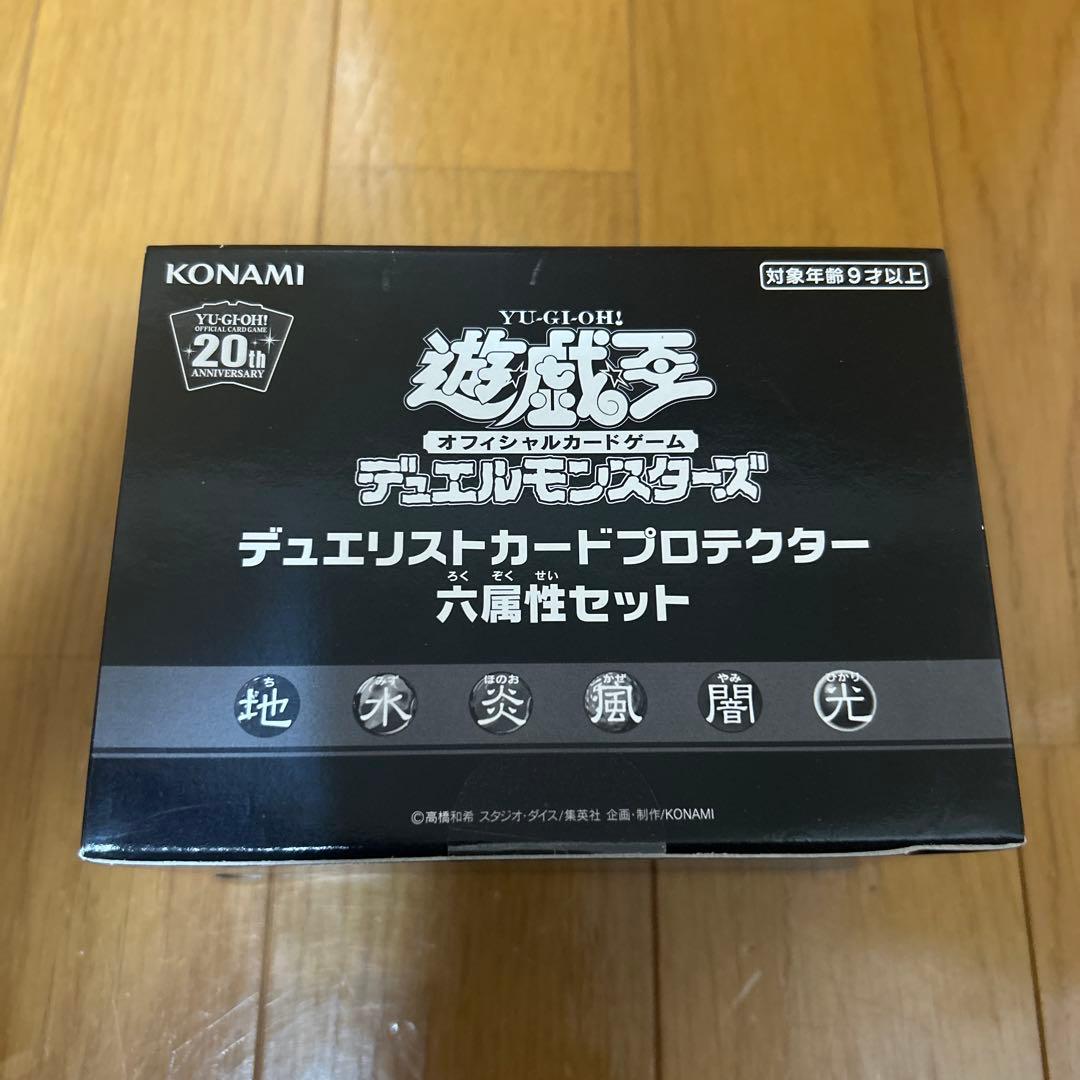 KONAMI
対象年齢9才以上
YU-GI-OH!
OFFICIAL CARD GAME
20th
ANNIVERSARY
YU-GI-OH!
遊戯王
オフィシャルカードゲーム
デュエルモンスターズ
デュエリストカードプロテクター
ろく ぞく せい
六属性セット
ち みず ほのお かぜ やみ ひかり
地 水 炎 風 闇 光
©高橋和希 スタジオ・ダイス/集英社 企画・制作/KONAMI